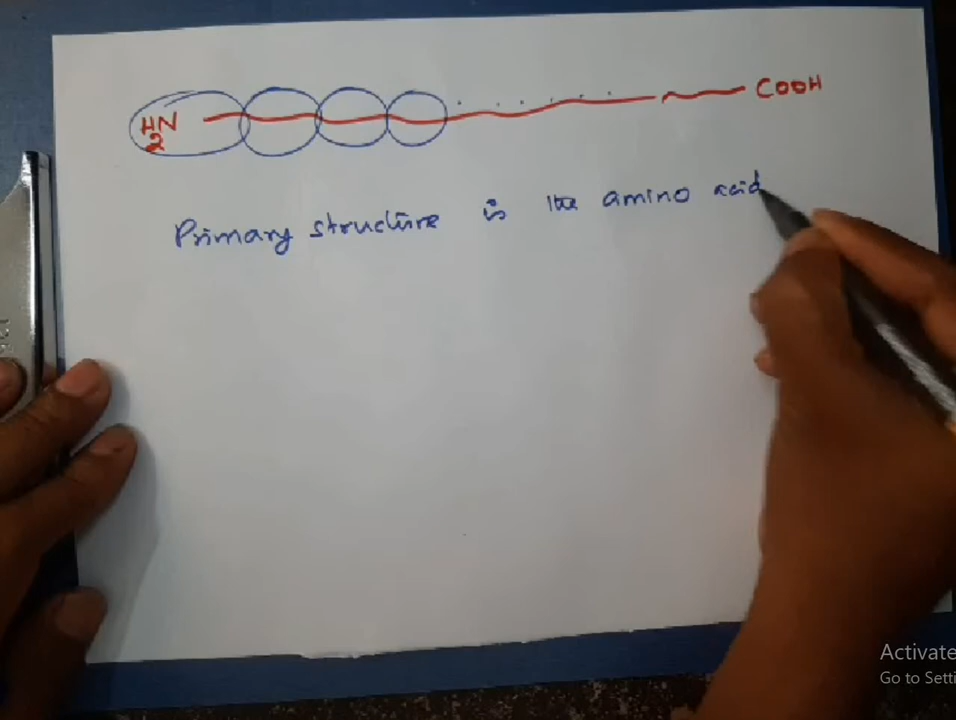 H₂N COOH
Primary structure is the amino acid
Activate
Go to Setti